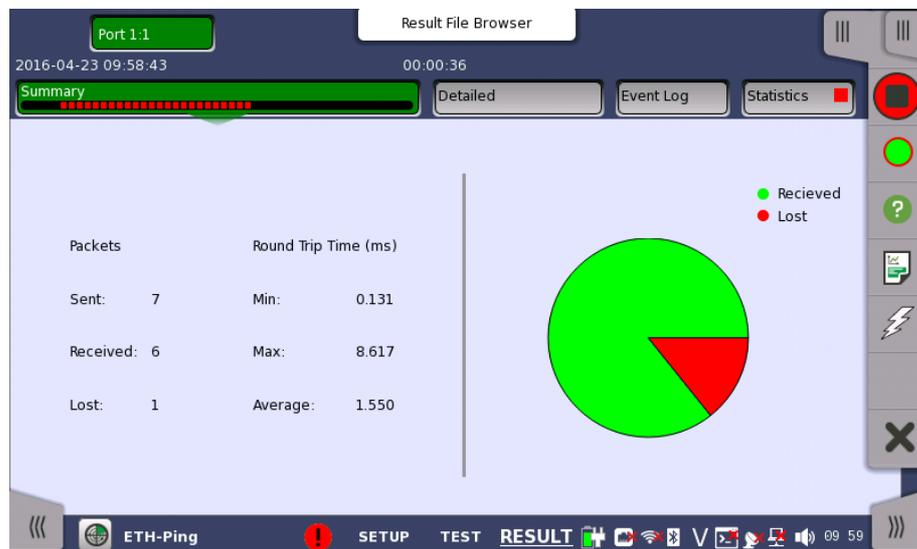 Port 1:1
Result File Browser
2016-04-23 09:58:43 00:00:36
Summary Detailed Event Log Statistics
Recieved
Lost
Packets Round Trip Time (ms)
Sent: 7 Min: 0.131
Received: 6 Max: 8.617
Lost: 1 Average: 1.550
ETH-Ping SETUP TEST RESULT V 09 59